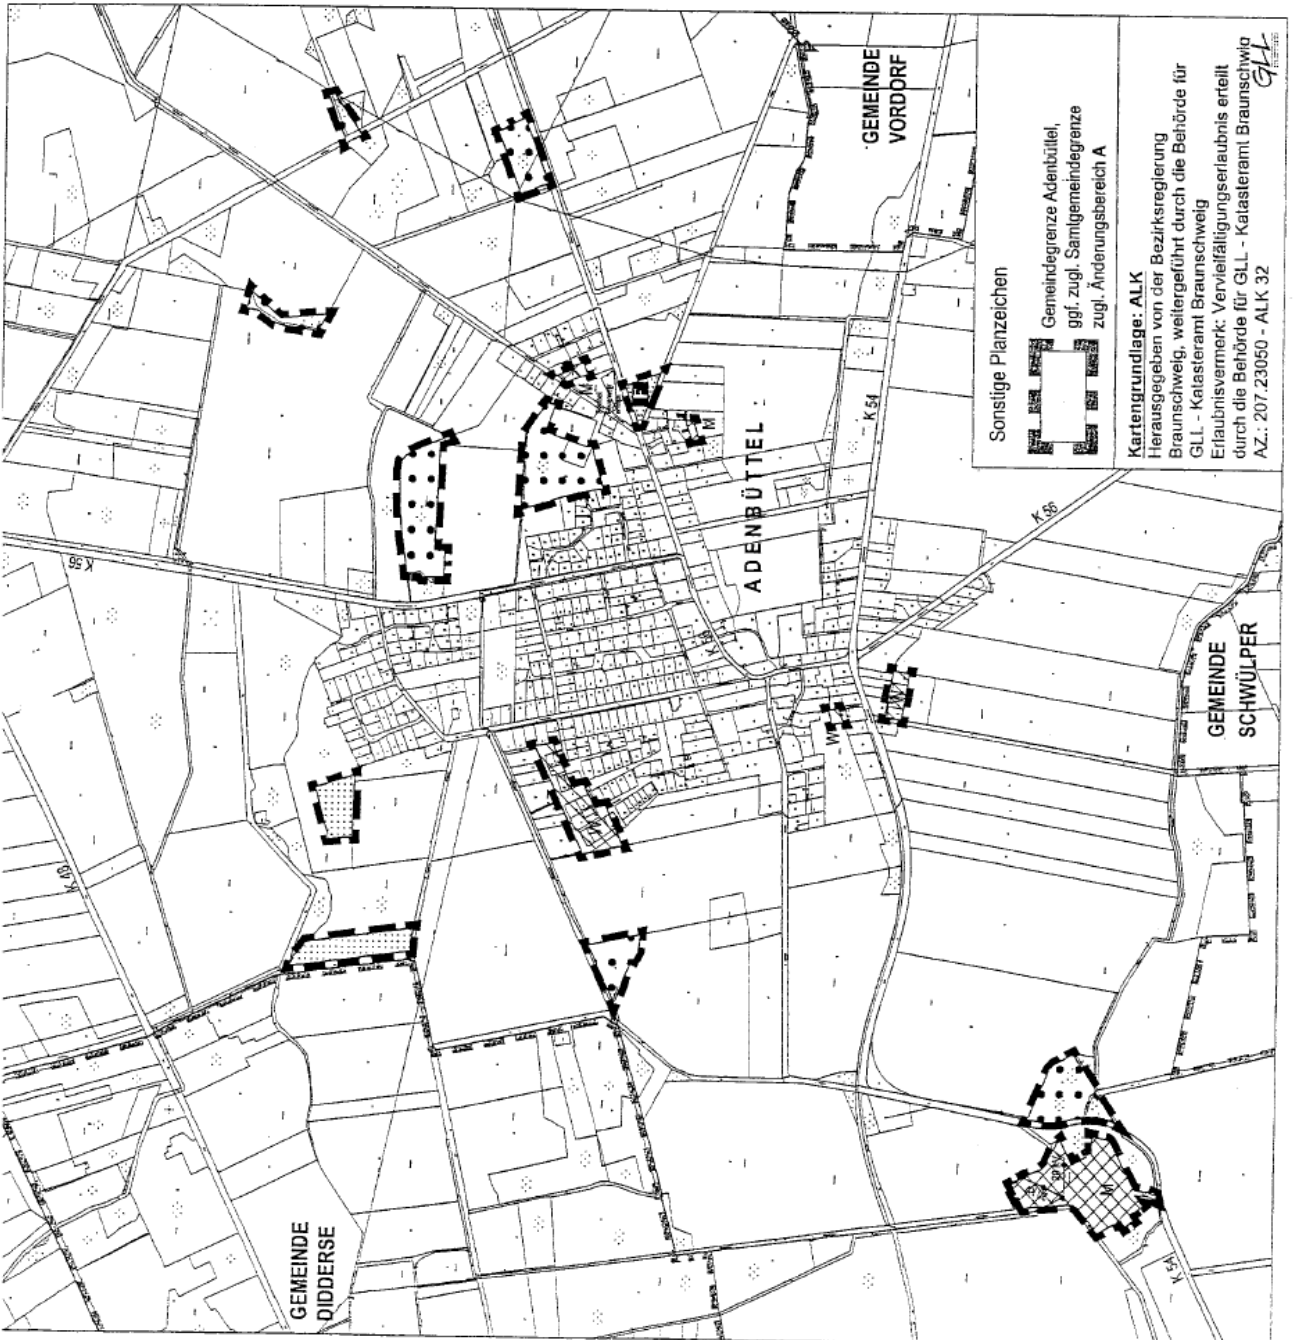 GEMEINDE
VORDORF
ADENBÜTTEL
GEMEINDE
SCHWÜLPER
GEMEINDE
DIDDERSE
K 56
K 49
K 54
K 56
K 54
M
W
W
W
M
Sonstige Planzeichen
Gemeindegrenze Adenbüttel,
ggf. zugl. Samtgemeindegrenze
zugl. Änderungsbereich A
Kartengrundlage: ALK
Herausgegeben von der Bezirksregierung
Braunschweig, weitergeführt durch die Behörde für
GLL - Katasteramt Braunschweig
Erlaubnisvermerk: Vervielfältigungserlaubnis erteilt
durch die Behörde für GLL - Katasteramt Braunschweig
AZ.: 207.23050 - ALK 32
GLL